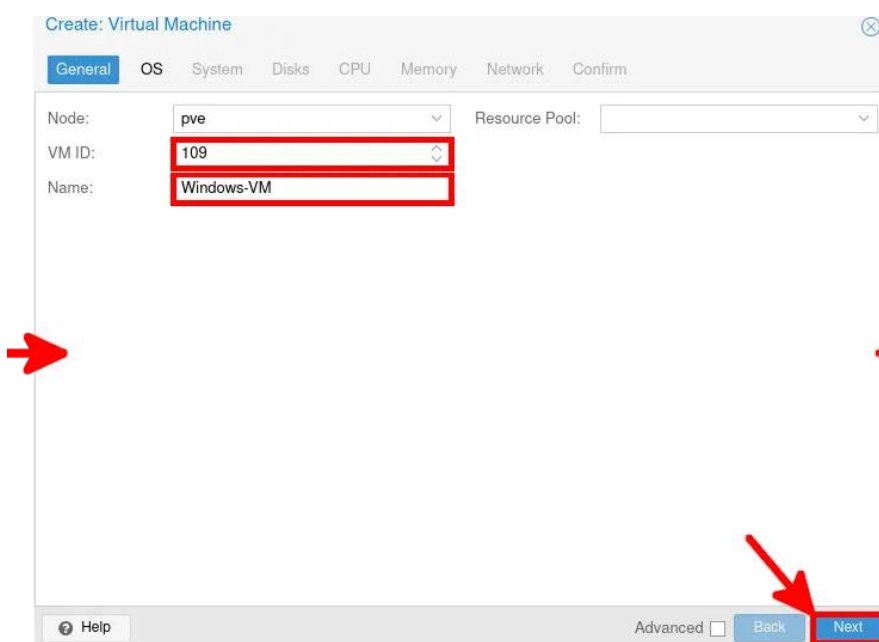 Create: Virtual Machine
General OS System Disks CPU Memory Network Confirm
Node: pve Resource Pool:
VM ID: 109
Name: Windows-VM
Help Advanced Back Next